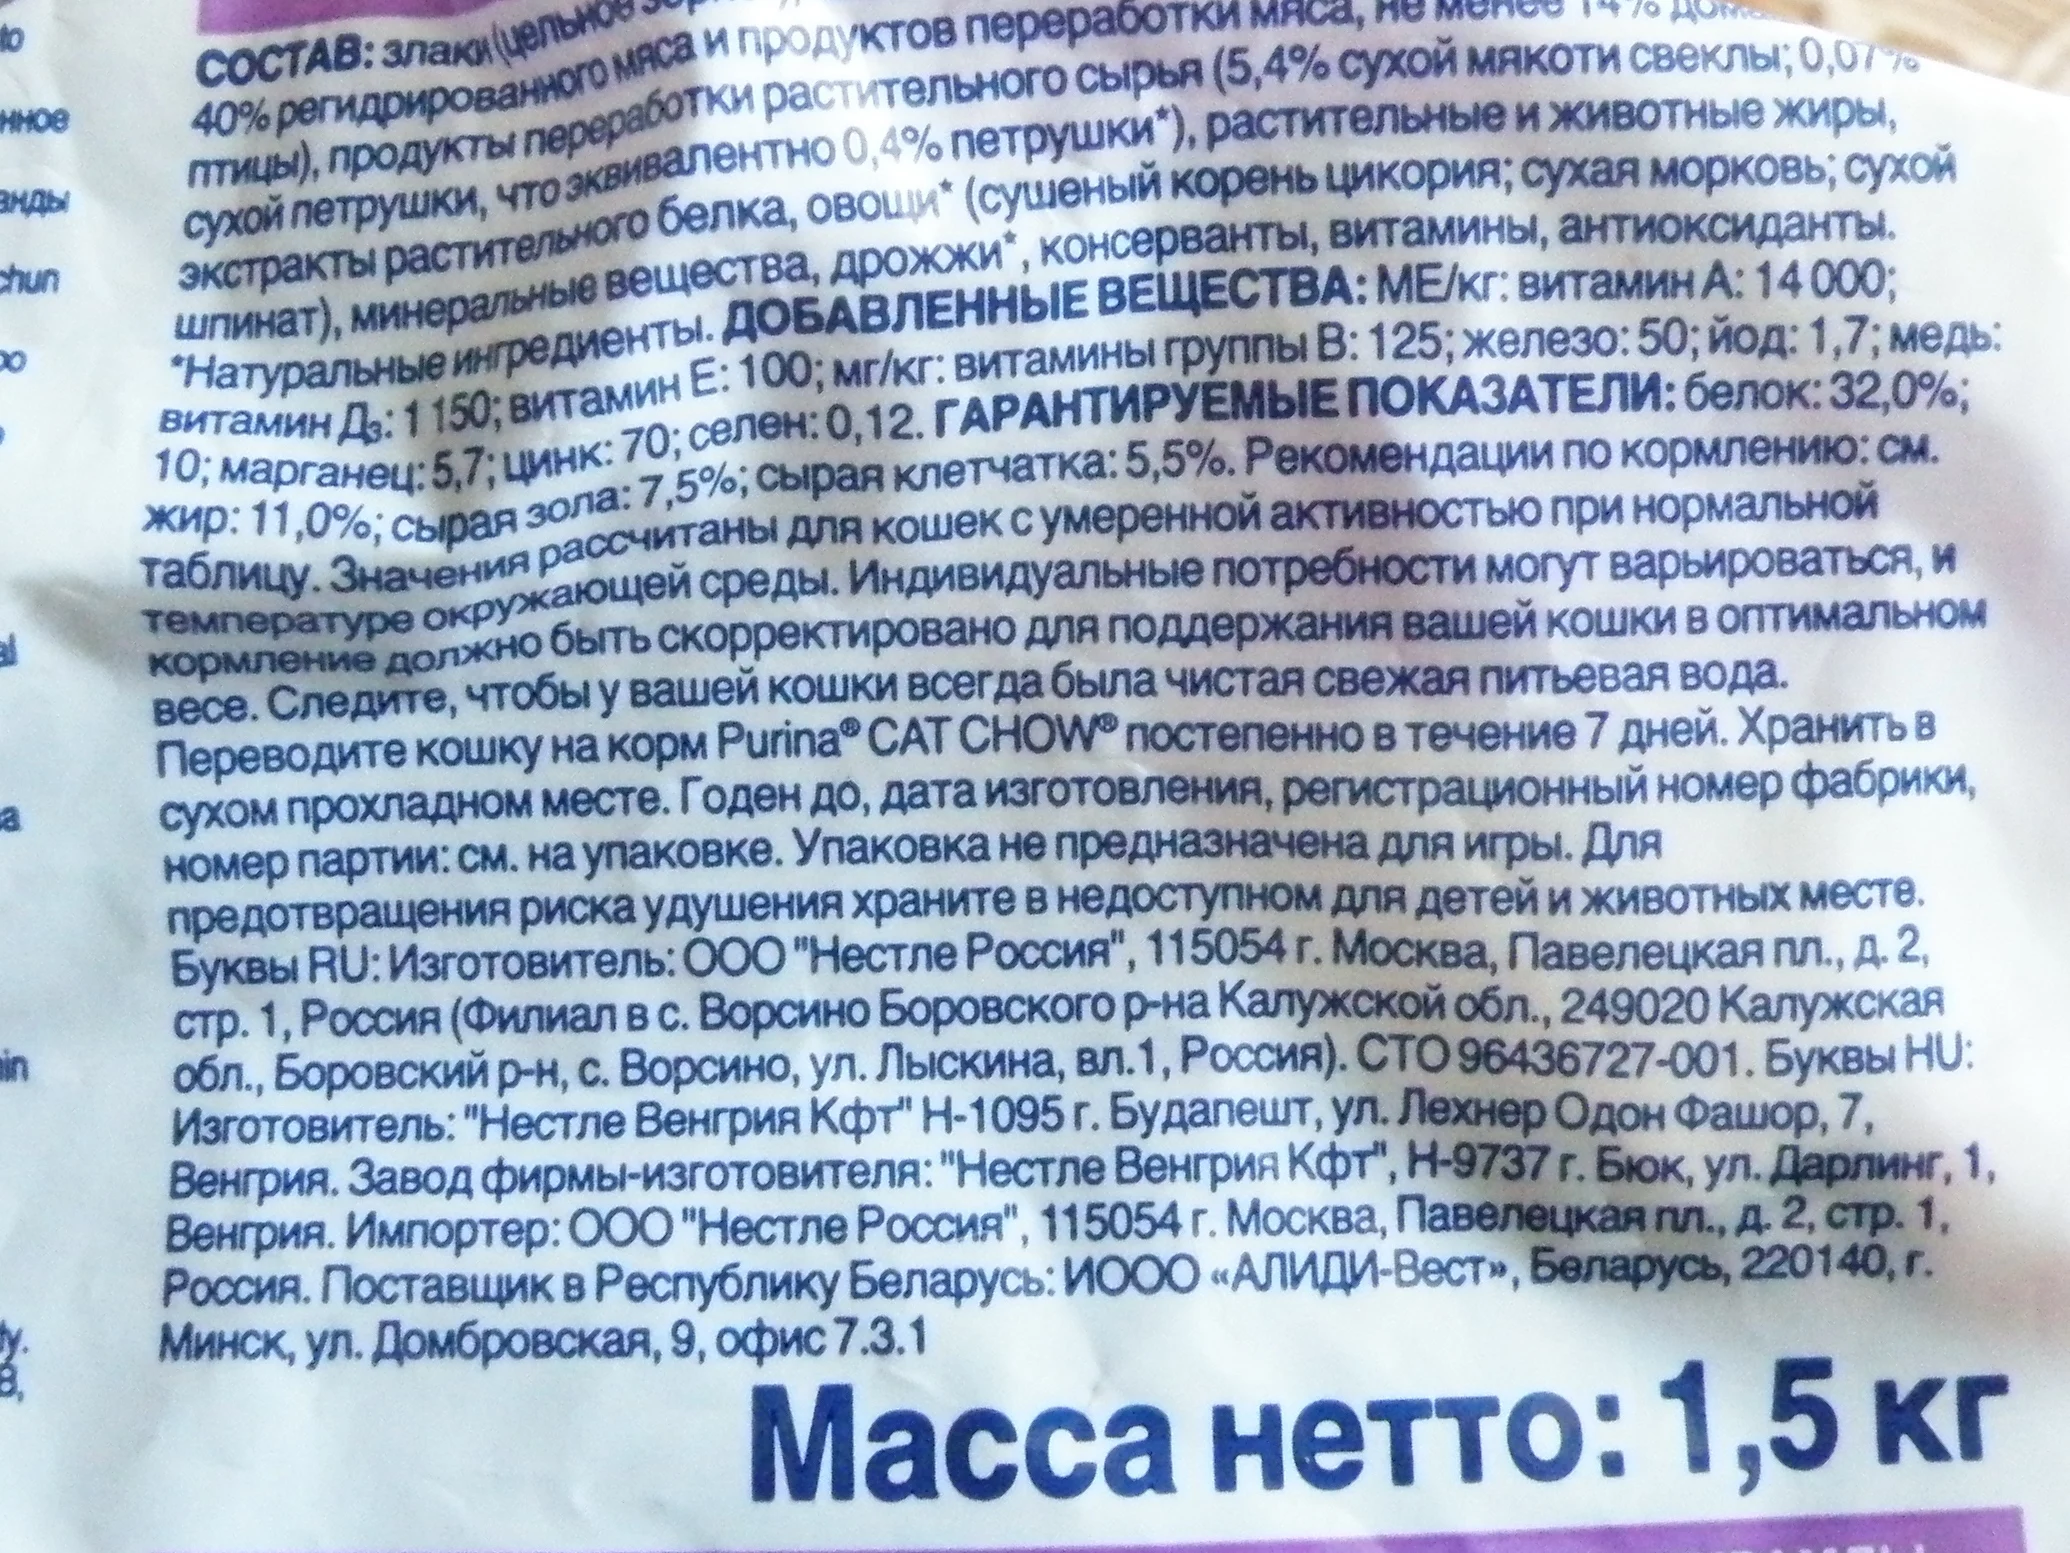 СОСТАВ: злаки (цельное
40% регидрированного мяса и продуктов переработки мяса, не менее 14%
птицы), продукты переработки растительного сырья (5,4% сухой мякоти свеклы; 0,07%
сухой петрушки, что эквивалентно 0,4% петрушки*), растительные и животные жиры,
экстракты растительного белка, овощи* (сушеный корень цикория; сухая морковь; сухой
шпинат), минеральные вещества, дрожжи*, консерванты, витамины, антиоксиданты.
*Натуральные ингредиенты. ДОБАВЛЕННЫЕ ВЕЩЕСТВА: МЕ/кг: витамин А: 14 000;
витамин Д₃: 1 150; витамин Е: 100; мг/кг: витамины группы В: 125; железо: 50; йод: 1,7; медь:
10; марганец: 5,7; цинк: 70; селен: 0,12. ГАРАНТИРУЕМЫЕ ПОКАЗАТЕЛИ: белок: 32,0%;
жир: 11,0%; сырая зола: 7,5%; сырая клетчатка: 5,5%. Рекомендации по кормлению: см.
таблицу. Значения рассчитаны для кошек с умеренной активностью при нормальной
температуре окружающей среды. Индивидуальные потребности могут варьироваться, и
кормление должно быть скорректировано для поддержания вашей кошки в оптимальном
весе. Следите, чтобы у вашей кошки всегда была чистая свежая питьевая вода.
Переводите кошку на корм Purina® CAT CHOW® постепенно в течение 7 дней. Хранить в
сухом прохладном месте. Годен до, дата изготовления, регистрационный номер фабрики,
номер партии: см. на упаковке. Упаковка не предназначена для игры. Для
предотвращения риска удушения храните в недоступном для детей и животных месте.
Буквы RU: Изготовитель: ООО "Нестле Россия", 115054 г. Москва, Павелецкая пл., д. 2,
стр. 1, Россия (Филиал в с. Ворсино Боровского р-на Калужской обл., 249020 Калужская
обл., Боровский р-н, с. Ворсино, ул. Лыскина, вл.1, Россия). СТО 96436727-001. Буквы HU:
Изготовитель: "Нестле Венгрия Кфт" Н-1095 г. Будапешт, ул. Лехнер Одон Фашор, 7,
Венгрия. Завод фирмы-изготовителя: "Нестле Венгрия Кфт", Н-9737 г. Бюк, ул. Дарлинг, 1,
Венгрия. Импортер: ООО "Нестле Россия", 115054 г. Москва, Павелецкая пл., д. 2, стр. 1,
Россия. Поставщик в Республику Беларусь: ИООО «АЛИДИ-Вест», Беларусь, 220140, г.
Минск, ул. Домбровская, 9, офис 7.3.1
Масса нетто: 1,5 кг